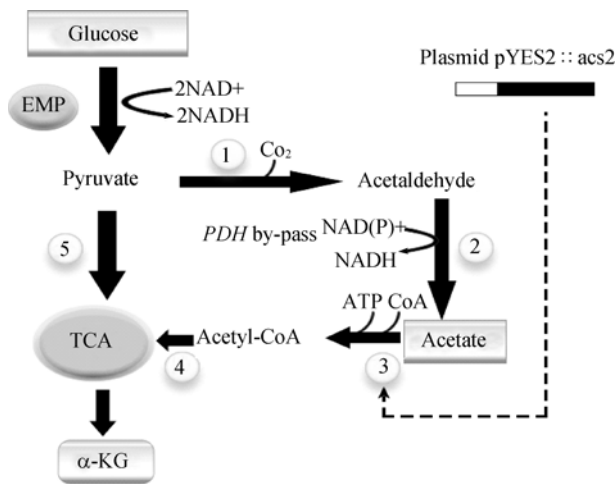 Glucose
Plasmid pYES2 :: acs2
EMP
2NAD+
2NADH
1
Co₂
Pyruvate
Acetaldehyde
5
PDH by-pass
NAD(P)+
NADH
2
ATP CoA
TCA
Acetyl-CoA
Acetate
4
3
α-KG